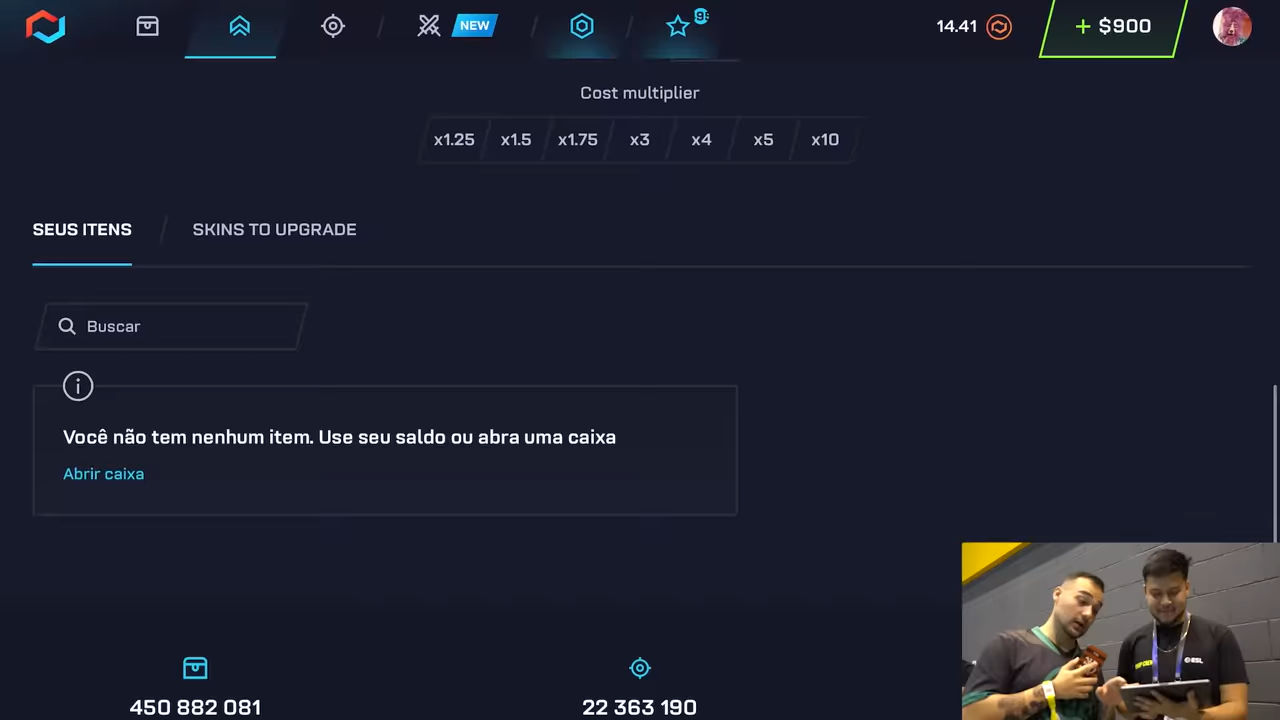 NEW
14.41
+ $900
Cost multiplier
x1.25 x1.5 x1.75 x3 x4 x5 x10
SEUS ITENS
SKINS TO UPGRADE
Buscar
Você não tem nenhum item. Use seu saldo ou abra uma caixa
Abrir caixa
ESL
450 882 081
22 363 190